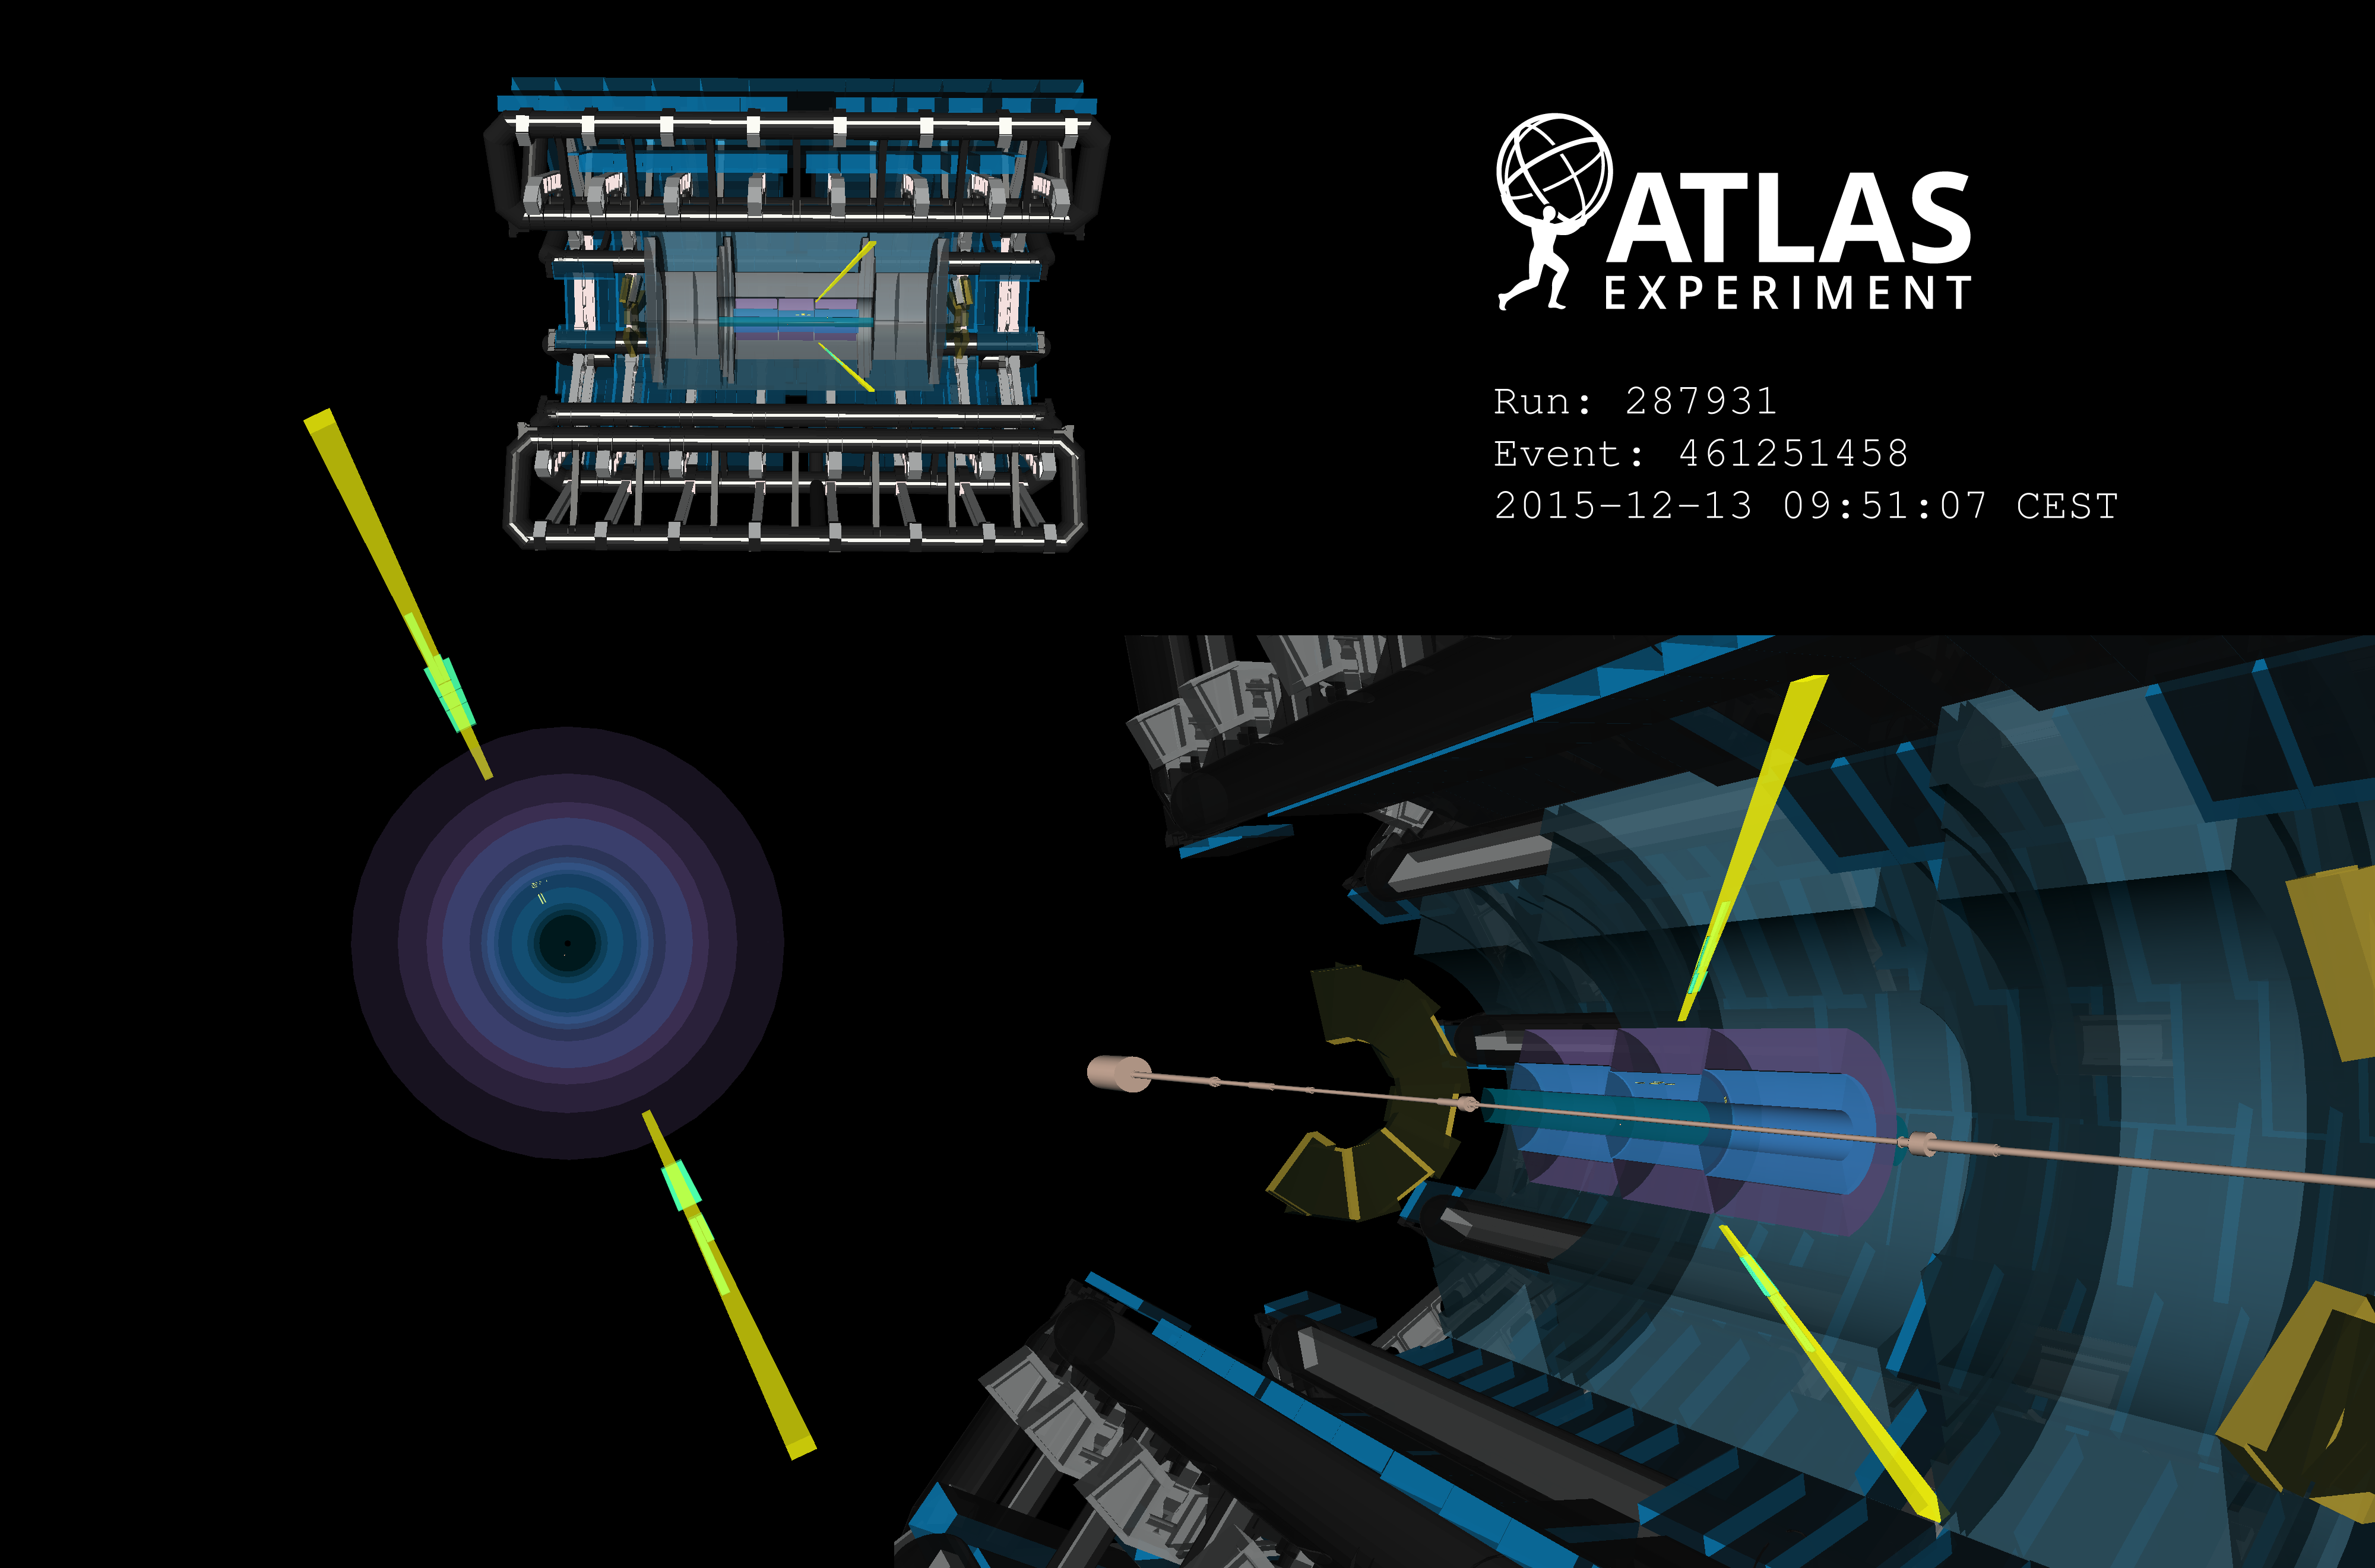 ATLAS
EXPERIMENT
Run: 287931
Event: 461251458
2015-12-13 09:51:07 CEST